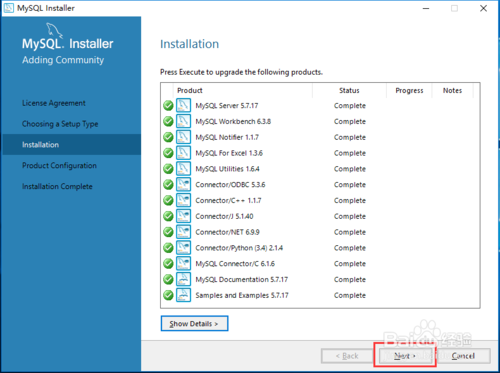 MySQL Installer
MySQL. Installer
Adding Community
License Agreement
Choosing a Setup Type
Installation
Product Configuration
Installation Complete
Installation
Press Execute to upgrade the following products.
Product Status Progress Notes
MySQL Server 5.7.17 Complete
MySQL Workbench 6.3.8 Complete
MySQL Notifier 1.1.7 Complete
MySQL For Excel 1.3.6 Complete
MySQL Utilities 1.6.4 Complete
Connector/ODBC 5.3.6 Complete
Connector/C++ 1.1.7 Complete
Connector/J 5.1.40 Complete
Connector/NET 6.9.9 Complete
Connector/Python (3.4) 2.1.4 Complete
MySQL Connector/C 6.1.6 Complete
MySQL Documentation 5.7.17 Complete
Samples and Examples 5.7.17 Complete
Show Details >
< Back Next > Cancel